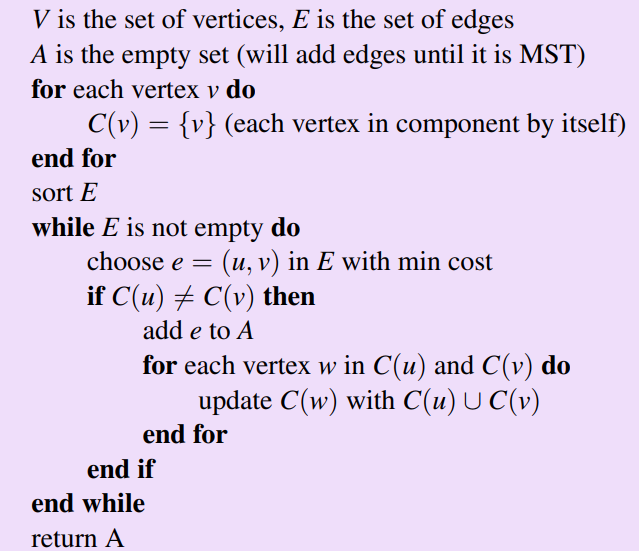 V is the set of vertices, E is the set of edges
A is the empty set (will add edges until it is MST)
for each vertex v do
C(v) = {v} (each vertex in component by itself)
end for
sort E
while E is not empty do
choose e = (u, v) in E with min cost
if C(u) ≠ C(v) then
add e to A
for each vertex w in C(u) and C(v) do
update C(w) with C(u) ∪ C(v)
end for
end if
end while
return A